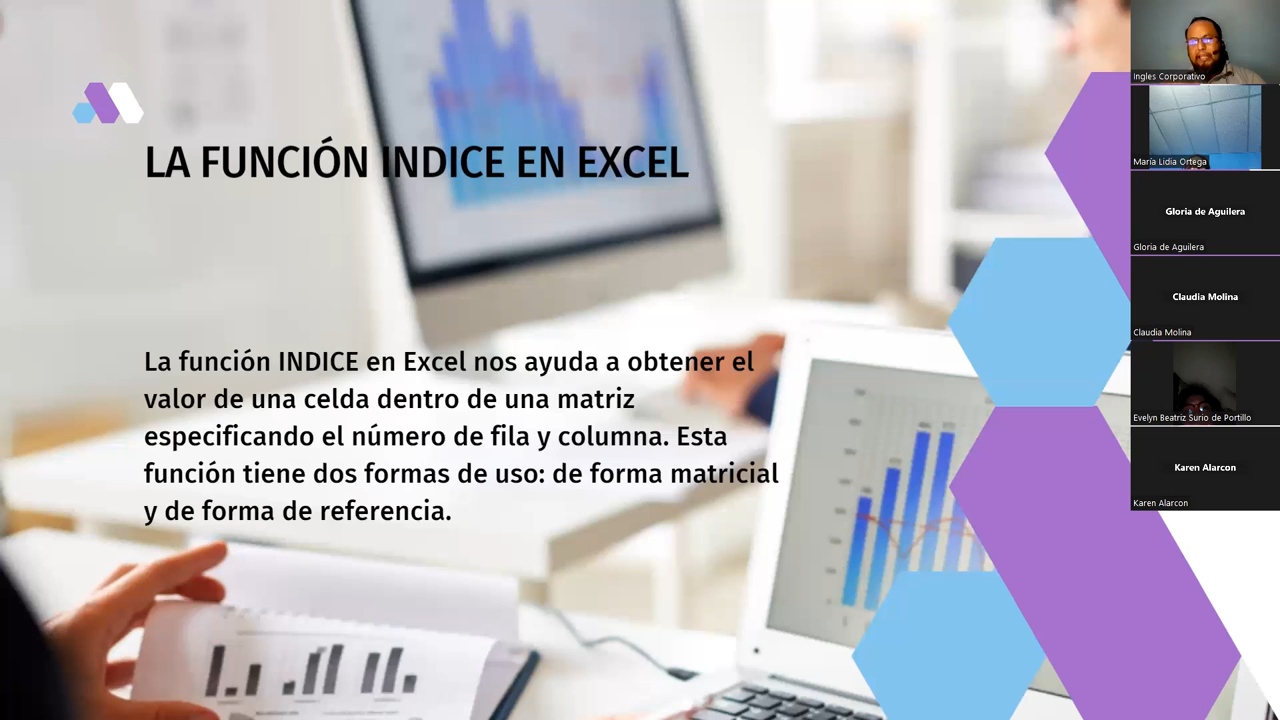 LA FUNCIÓN INDICE EN EXCEL
La función INDICE en Excel nos ayuda a obtener el
valor de una celda dentro de una matriz
especificando el número de fila y columna. Esta
función tiene dos formas de uso: de forma matricial
y de forma de referencia.
Ingles Corporativo
María Lidia Ortega
Gloria de Aguilera
Gloria de Aguilera
Claudia Molina
Claudia Molina
Evelyn Beatriz Surio de Portillo
Karen Alarcon
Karen Alarcon